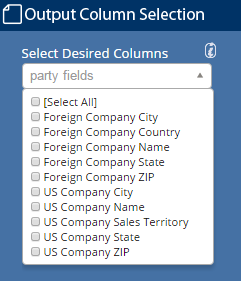 Output Column Selection
Select Desired Columns
party fields
[Select All]
Foreign Company City
Foreign Company Country
Foreign Company Name
Foreign Company State
Foreign Company ZIP
US Company City
US Company Name
US Company Sales Territory
US Company State
US Company ZIP